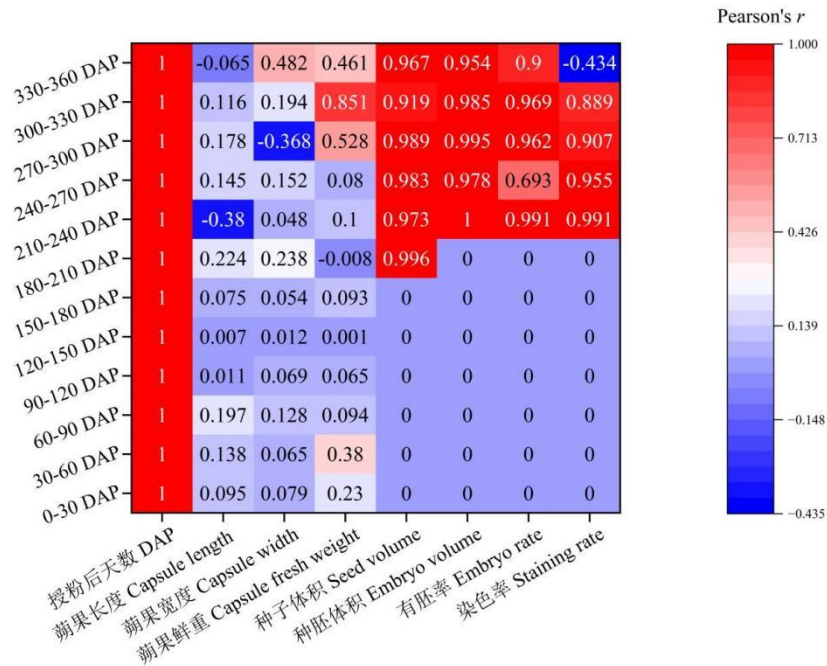 Pearson's r
330-360 DAP 1 -0.065 0.482 0.461 0.967 0.954 0.9 -0.434
300-330 DAP 1 0.116 0.194 0.851 0.919 0.985 0.969 0.889
270-300 DAP 1 0.178 -0.368 0.528 0.989 0.995 0.962 0.907
240-270 DAP 1 0.145 0.152 0.08 0.983 0.978 0.693 0.955
210-240 DAP 1 -0.38 0.048 0.1 0.973 1 0.991 0.991
180-210 DAP 1 0.224 0.238 -0.008 0.996 0 0 0
150-180 DAP 1 0.075 0.054 0.093 0 0 0 0
120-150 DAP 1 0.007 0.012 0.001 0 0 0 0
90-120 DAP 1 0.011 0.069 0.065 0 0 0 0
60-90 DAP 1 0.197 0.128 0.094 0 0 0 0
30-60 DAP 1 0.138 0.065 0.38 0 0 0 0
0-30 DAP 1 0.095 0.079 0.23 0 0 0 0
授粉后天数 DAP
蒴果长度 Capsule length
蒴果宽度 Capsule width
蒴果鲜重 Capsule fresh weight
种子体积 Seed volume
种胚体积 Embryo volume
有胚率 Embryo rate
染色率 Staining rate
1.000
0.713
0.426
0.139
−0.148
−0.435